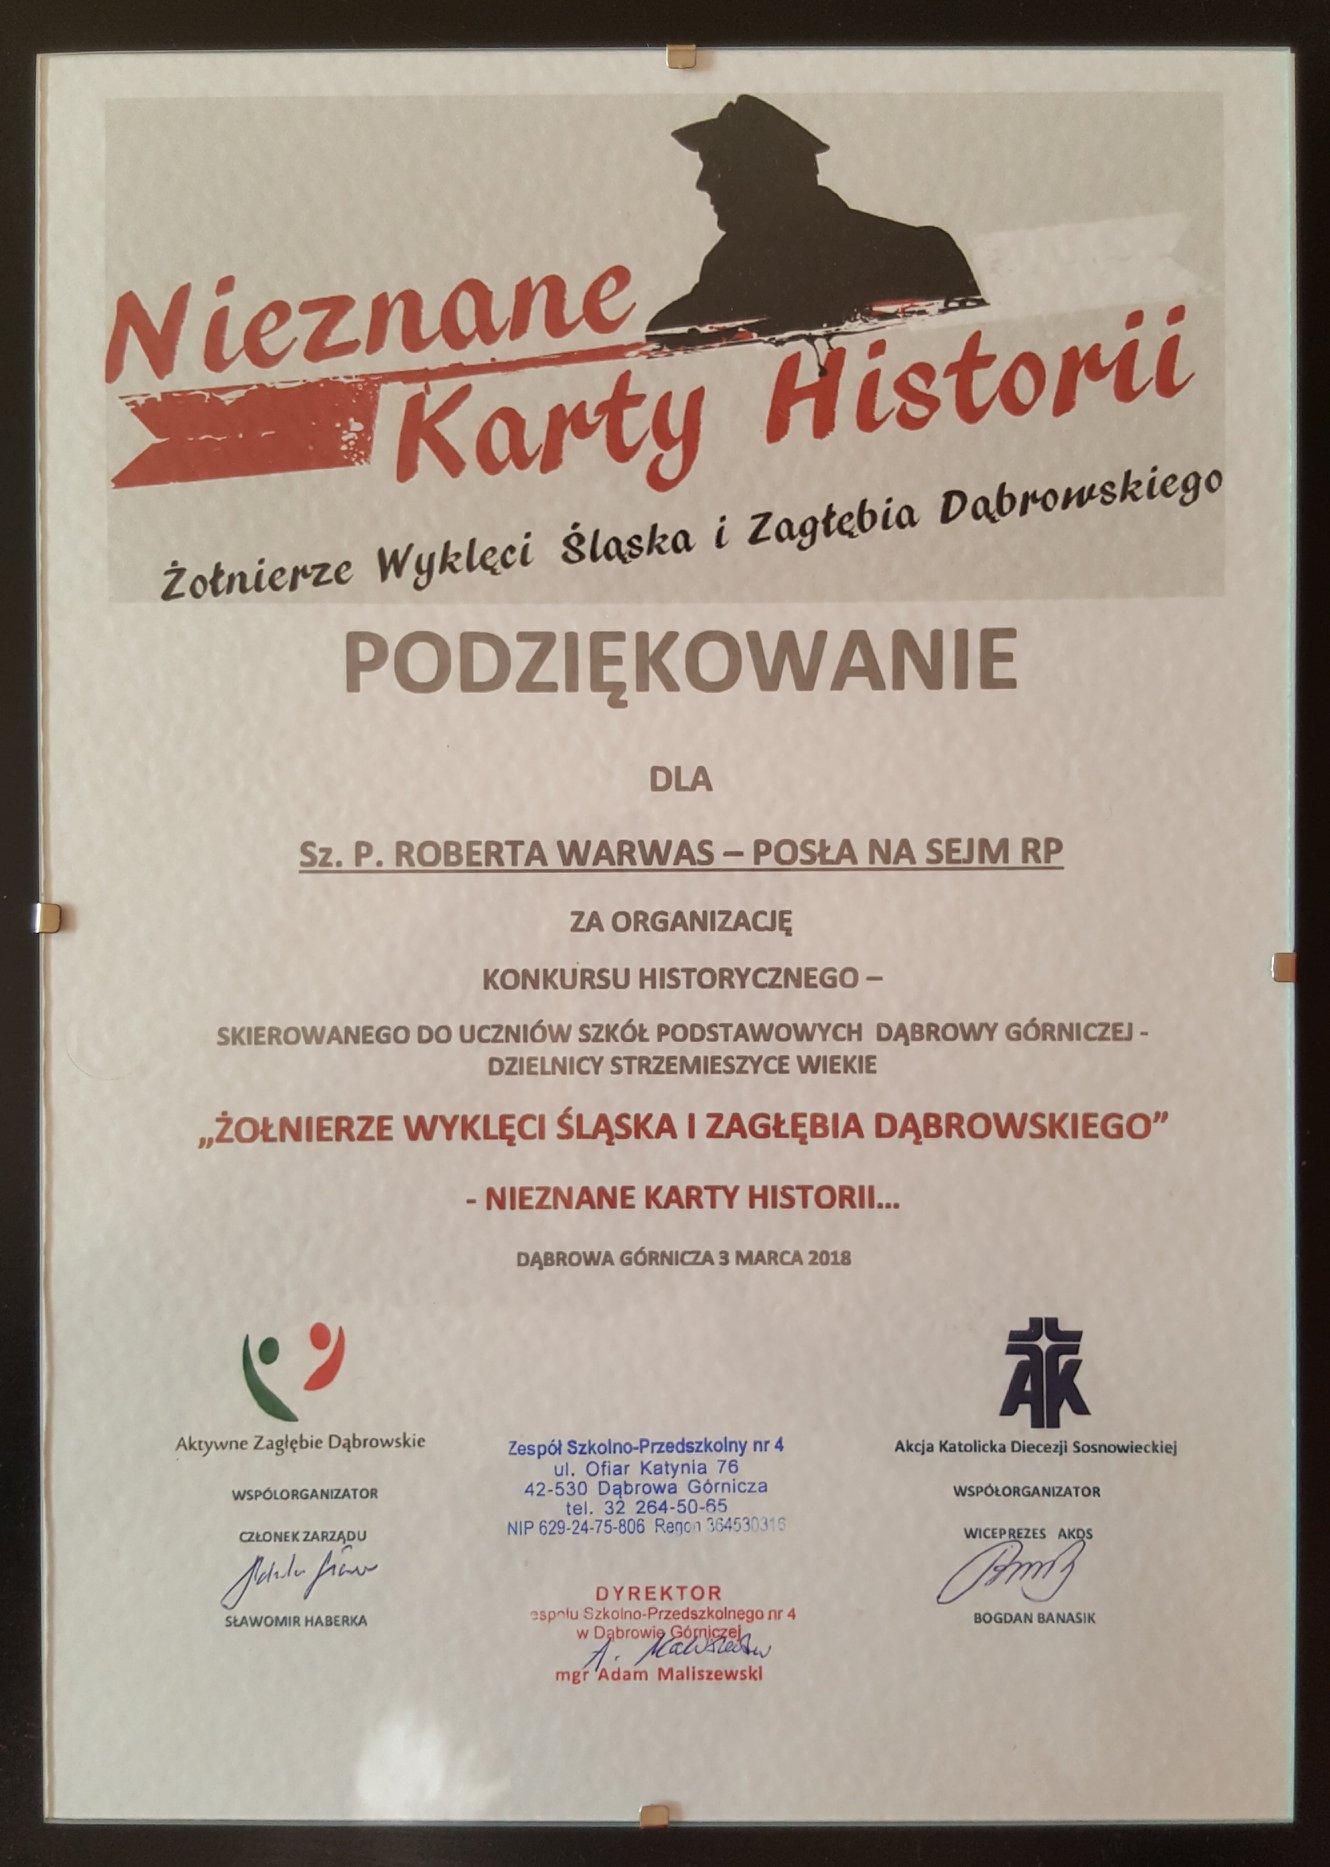 Nieznane
Karty Historii
Żołnierze Wyklęci Śląska i Zagłębia Dąbrowskiego
PODZIĘKOWANIE
DLA
Sz. P. ROBERTA WARWAS – POSŁA NA SEJM RP
ZA ORGANIZACJĘ
KONKURSU HISTORYCZNEGO –
SKIEROWANEGO DO UCZNIÓW SZKÓŁ PODSTAWOWYCH DĄBROWY GÓRNICZEJ -
DZIELNICY STRZEMIESZYCE WIEKIE
„ŻOŁNIERZE WYKLĘCI ŚLĄSKA I ZAGŁĘBIA DĄBROWSKIEGO”
- NIEZNANE KARTY HISTORII...
DĄBROWA GÓRNICZA 3 MARCA 2018
Aktywne Zagłębie Dąbrowskie
WSPÓLORGANIZATOR
CZŁONEK ZARZĄDU
SŁAWOMIR HABERKA
Zespół Szkolno-Przedszkolny nr 4
ul. Ofiar Katynia 76
42-530 Dąbrowa Górnicza
tel. 32 264-50-65
NIP 629-24-75-806 Regon 364530316
DYREKTOR
espołu Szkolno-Przedszkolnego nr 4
w Dąbrowie Górniczej
mgr Adam Maliszewski
AK
Akcja Katolicka Diecezji Sosnowieckiej
WSPÓŁORGANIZATOR
WICEPREZES AKDS
BOGDAN BANASIK